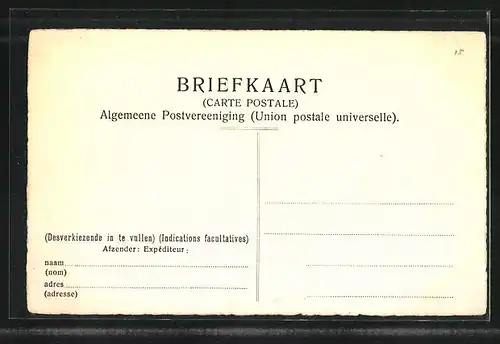 15
BRIEFKAART
(CARTE POSTALE)
Algemeene Postvereeniging (Union postale universelle).
(Desverkiezende in te vullen) (Indications facultatives)
Afzender: Expéditeur:
naam
(nom)
adres
(adresse)